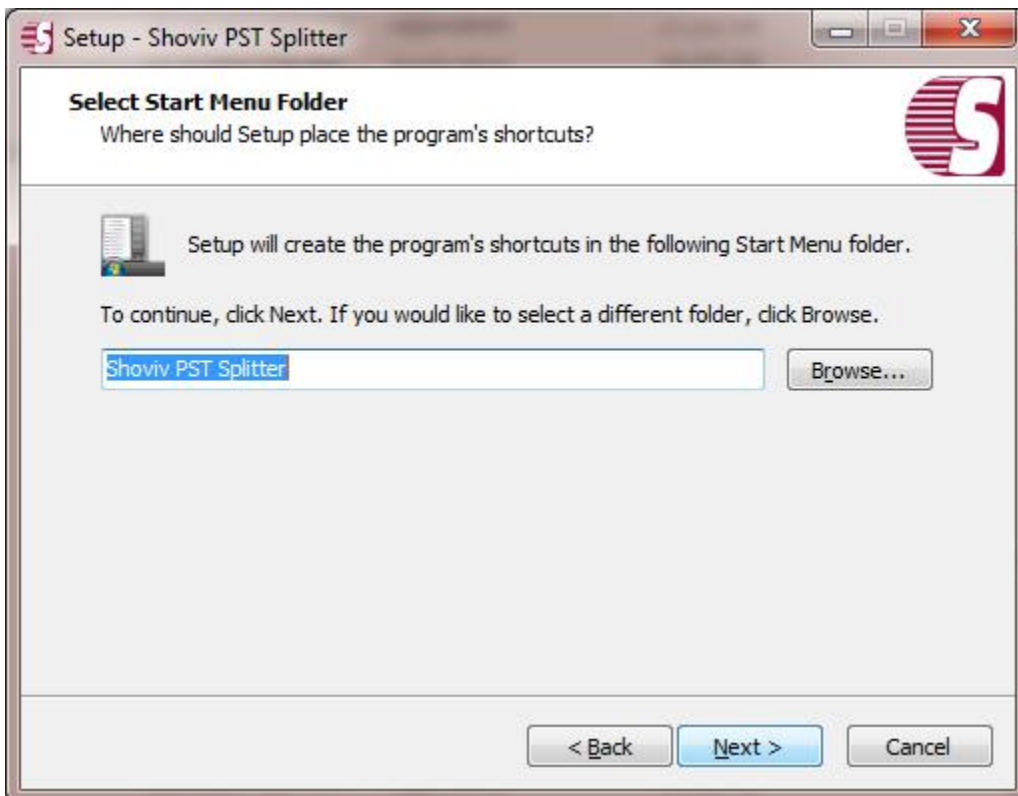 Setup - Shoviv PST Splitter
Select Start Menu Folder
Where should Setup place the program's shortcuts?
Setup will create the program's shortcuts in the following Start Menu folder.
To continue, click Next. If you would like to select a different folder, click Browse.
Shoviv PST Splitter
Browse...
< Back
Next >
Cancel